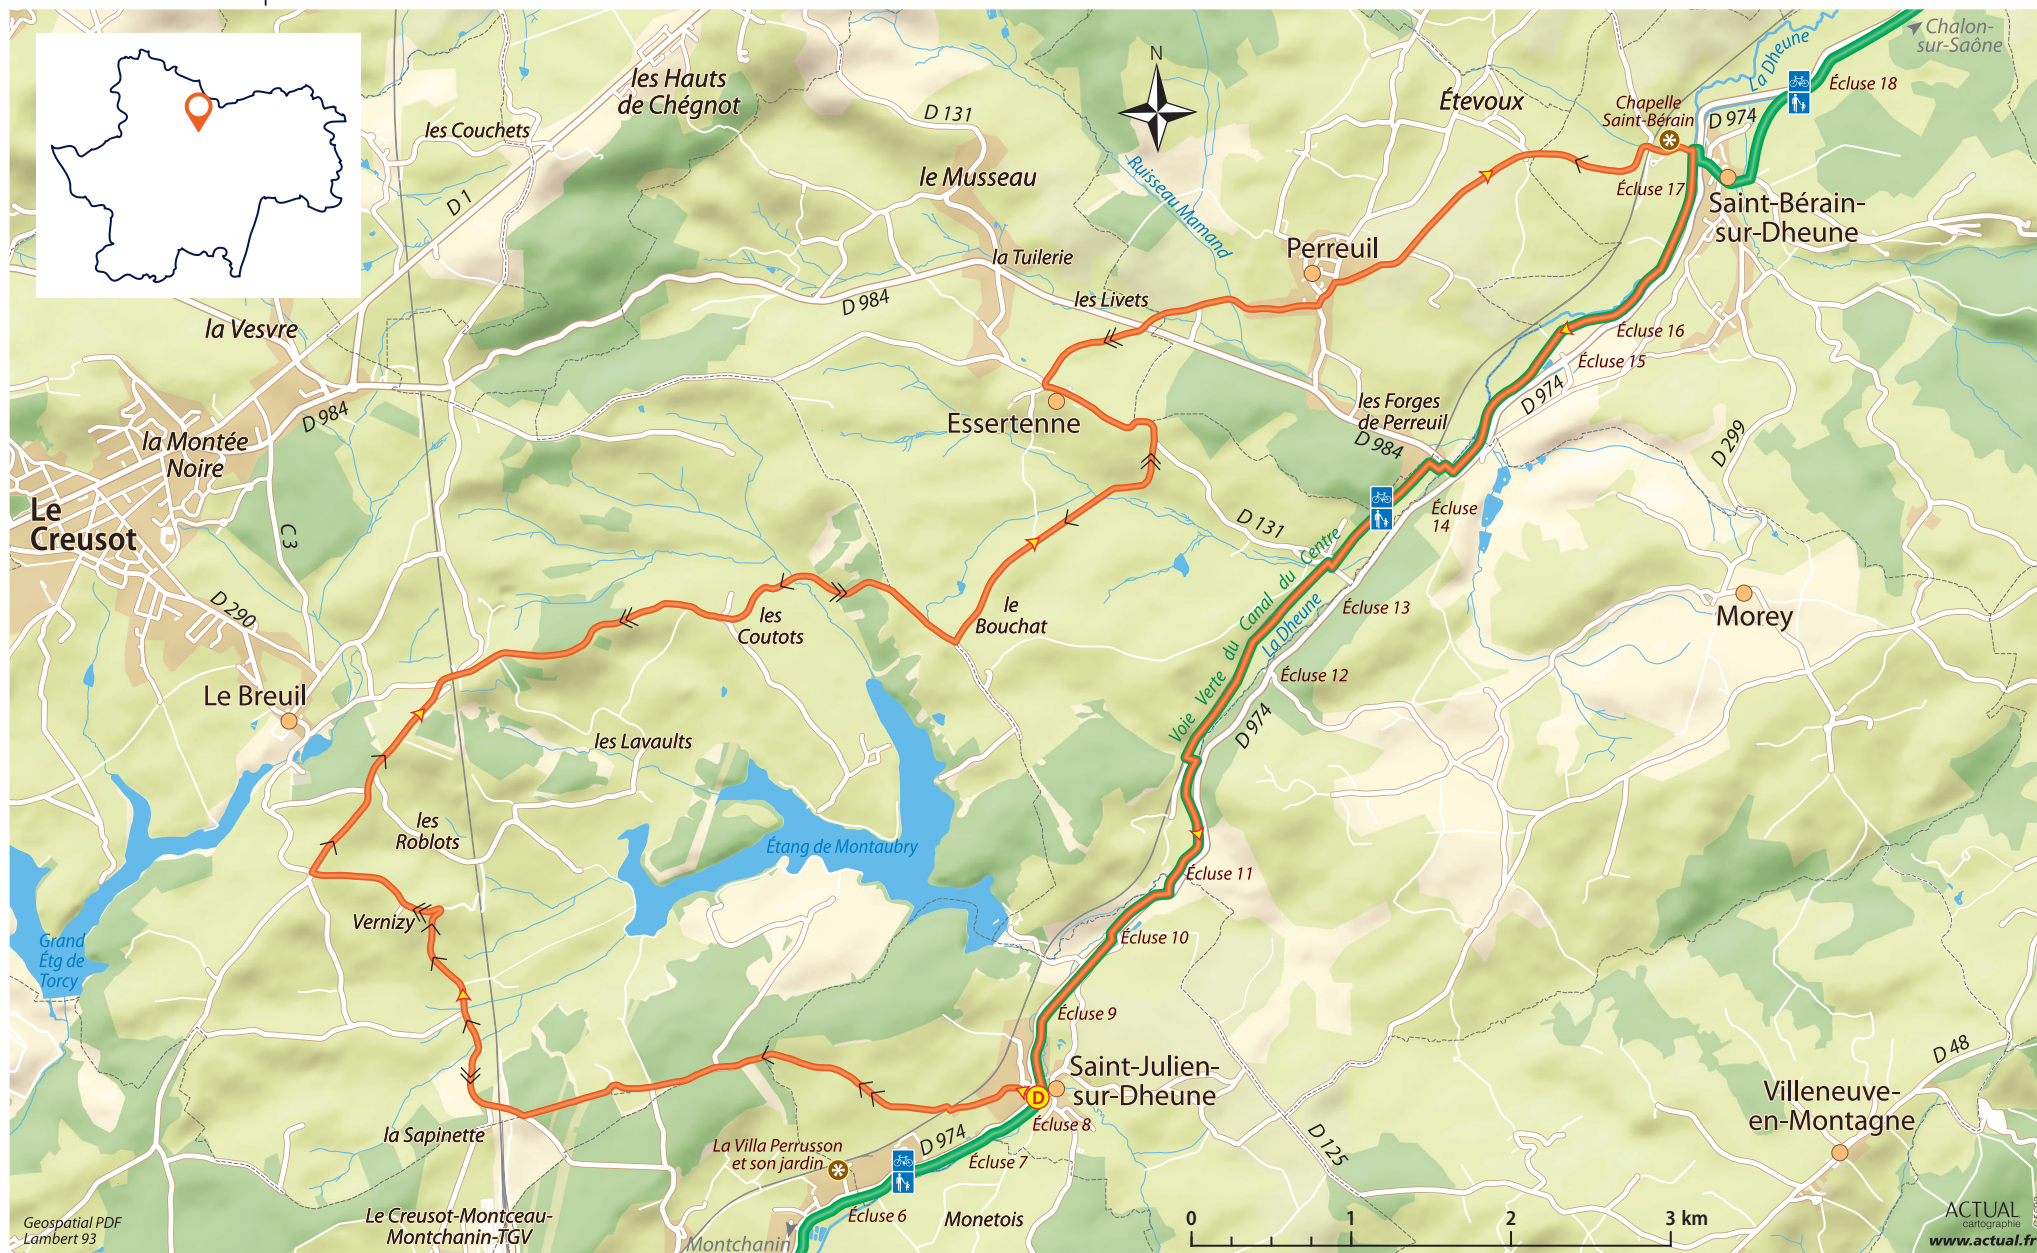 Chalon-
sur-Saône
La Dheune
Écluse 18
N
les Hauts
de Chégnot
Étevoux
Chapelle
Saint-Bérain
D 974
D 131
les Couchets
Ruisseau Mamand
le Musseau
Écluse 17
D 1
Saint-Bérain-
sur-Dheune
Perreuil
la Tuilerie
les Livets
D 984
la Vesvre
Écluse 16
Écluse 15
D 974
les Forges
de Perreuil
D 984
Essertenne
D 984
la Montée
Noire
D 299
Le
Creusot
C 3
Écluse
14
D 131
Voie Verte du Canal du Centre
La Dheune
Écluse 13
Morey
D 290
les
Coutots
le
Bouchat
Écluse 12
Le Breuil
D 974
les Lavaults
les
Roblots
Étang de Montaubry
Écluse 11
Vernizy
Écluse 10
Grand
Étg de
Torcy
Écluse 9
D 48
Saint-Julien-
sur-Dheune
D
Villeneuve-
en-Montagne
Écluse 8
la Sapinette
D 974
D 125
La Villa Perrusson
et son jardin
Écluse 7
Écluse 6
Monetois
Le Creusot-Montceau-
Montchanin-TGV
Montchanin
Geospatial PDF
Lambert 93
0 1 2 3 km
ACTUAL
cartographie
www.actual.fr